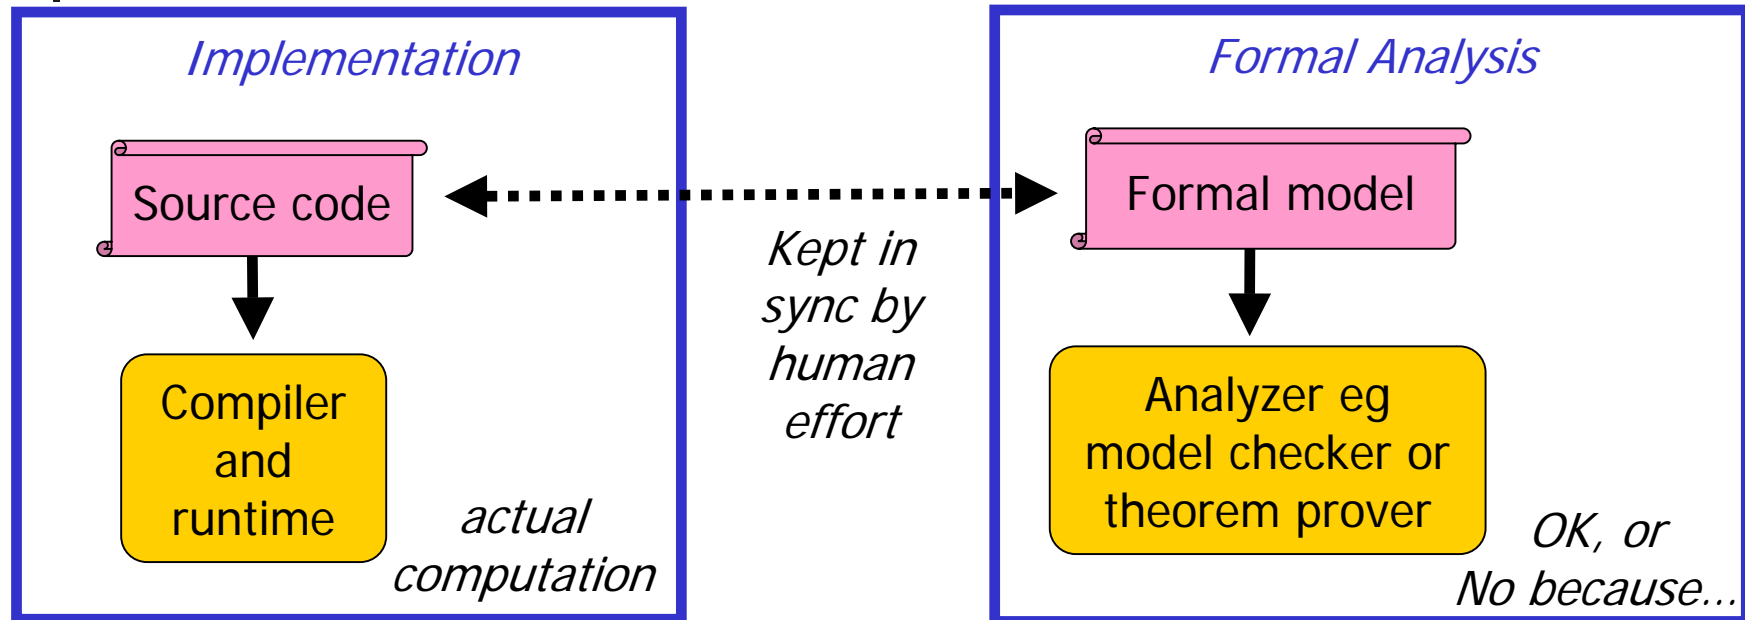 Implementation
Source code
Compiler
and
runtime
actual
computation
Kept in
sync by
human
effort
Formal Analysis
Formal model
Analyzer eg
model checker or
theorem prover
OK, or
No because...